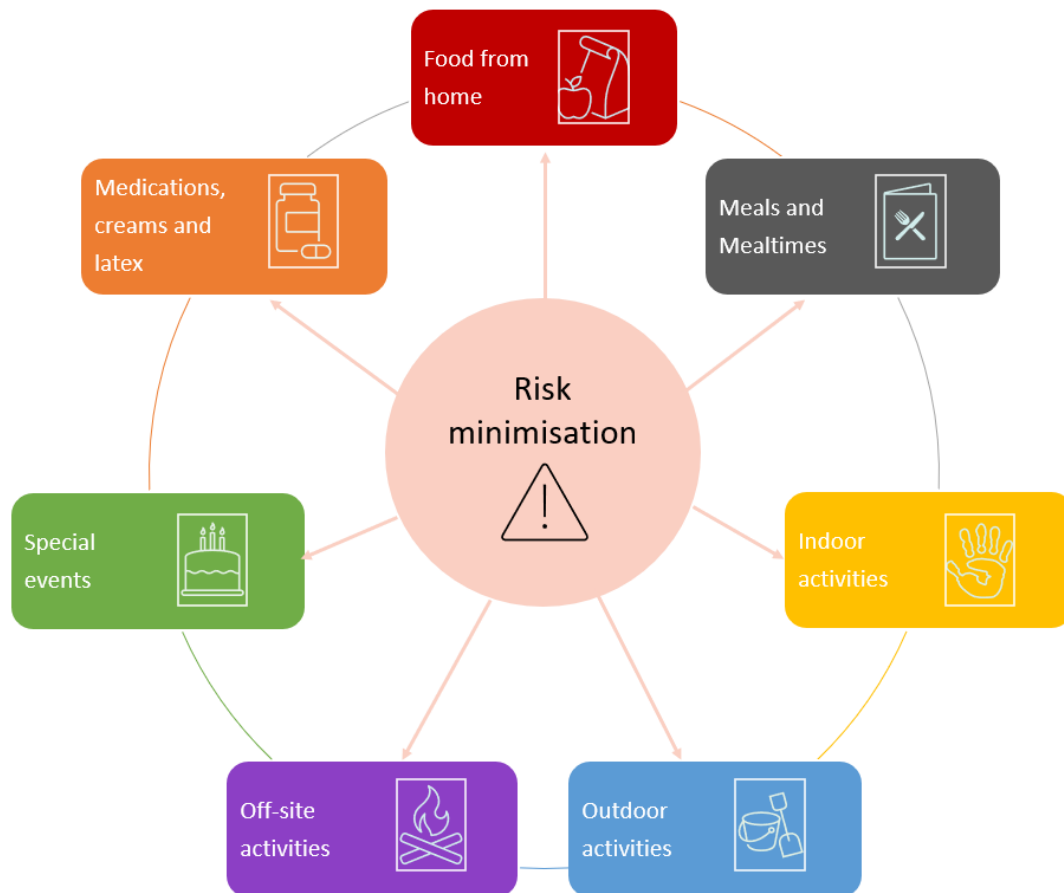 Food from
home
Meals and
Mealtimes
Indoor
activities
Outdoor
activities
Off-site
activities
Special
events
Medications,
creams and
latex
Risk
minimisation